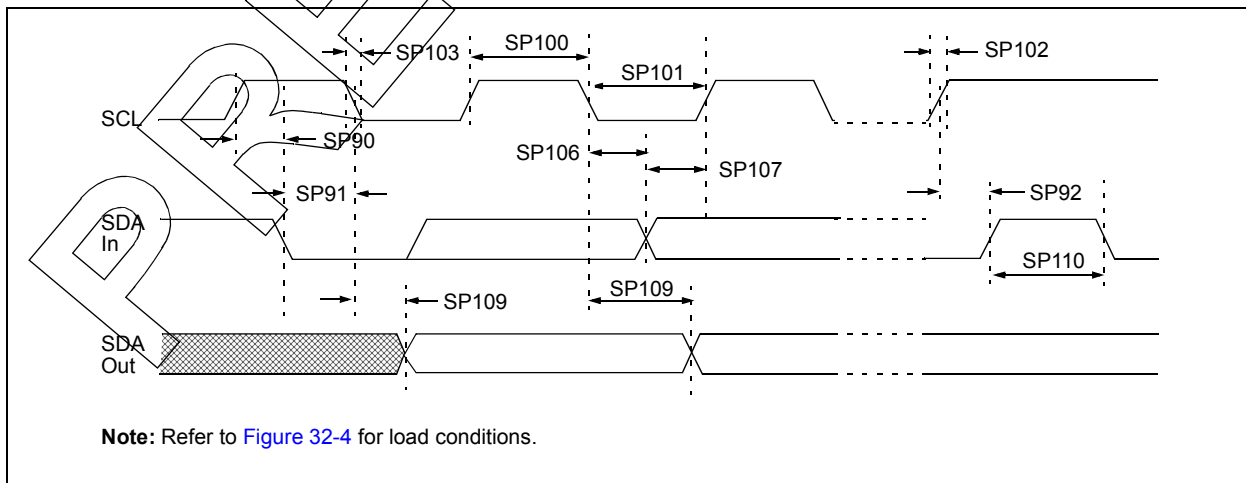 SP103
SP100
SP102
SP101
SCL
SP90
SP106
SP107
SP91
SP92
SDA
In
SP110
SP109
SP109
SDA
Out
Note: Refer to Figure 32-4 for load conditions.